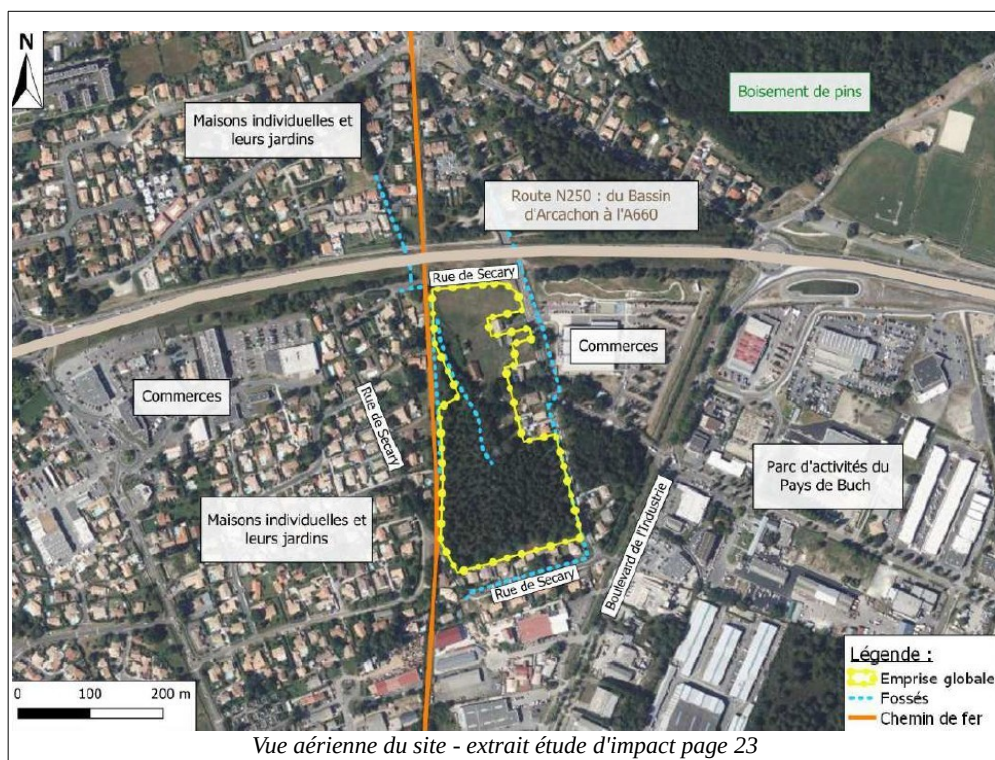 N
Maisons individuelles et
leurs jardins
Boisement de pins
Route N250 : du Bassin
d'Arcachon à l'A660
Rue de Secary
Commerces
Commerces
Rue de Secary
Parc d'activités du
Pays de Buch
Maisons individuelles et
leurs jardins
Boulevard de l'Industrie
Rue de Secary
Légende :
Emprise globale
Fossés
Chemin de fer
0 100 200 m
Vue aérienne du site - extrait étude d'impact page 23